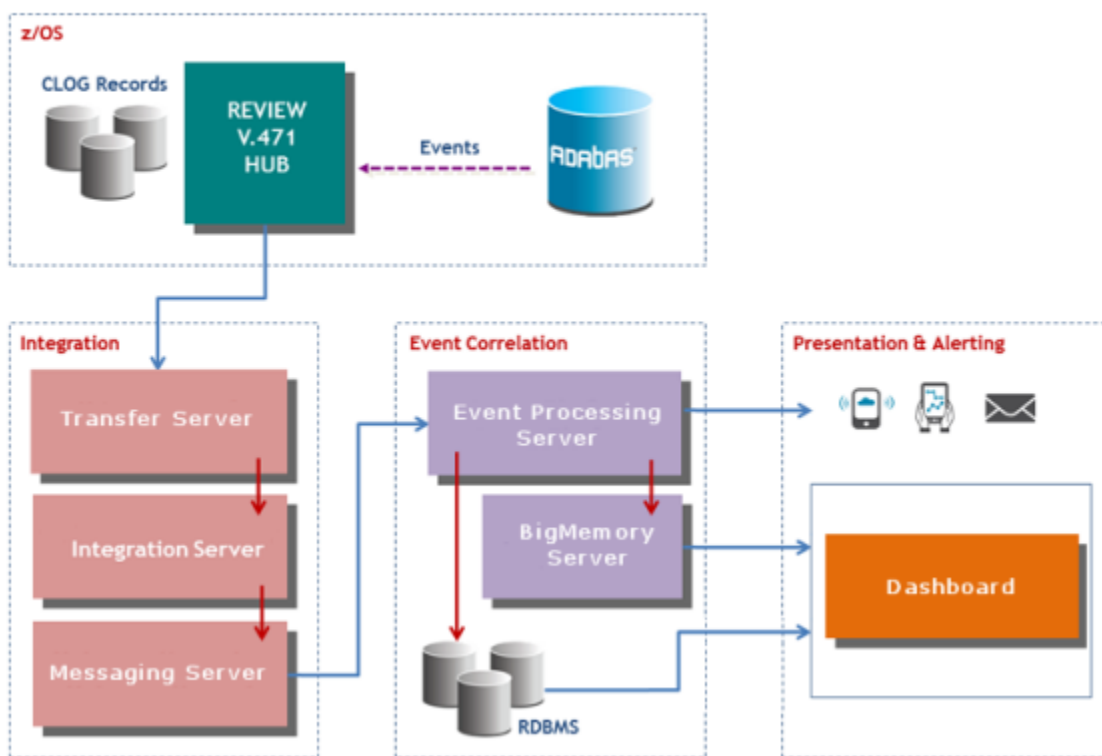 z/OS
CLOG Records
REVIEW
V.471
HUB
Events
ADABAS
Integration
Transfer Server
Integration Server
Messaging Server
Event Correlation
Event Processing
Server
BigMemory
Server
RDBMS
Presentation & Alerting
Dashboard